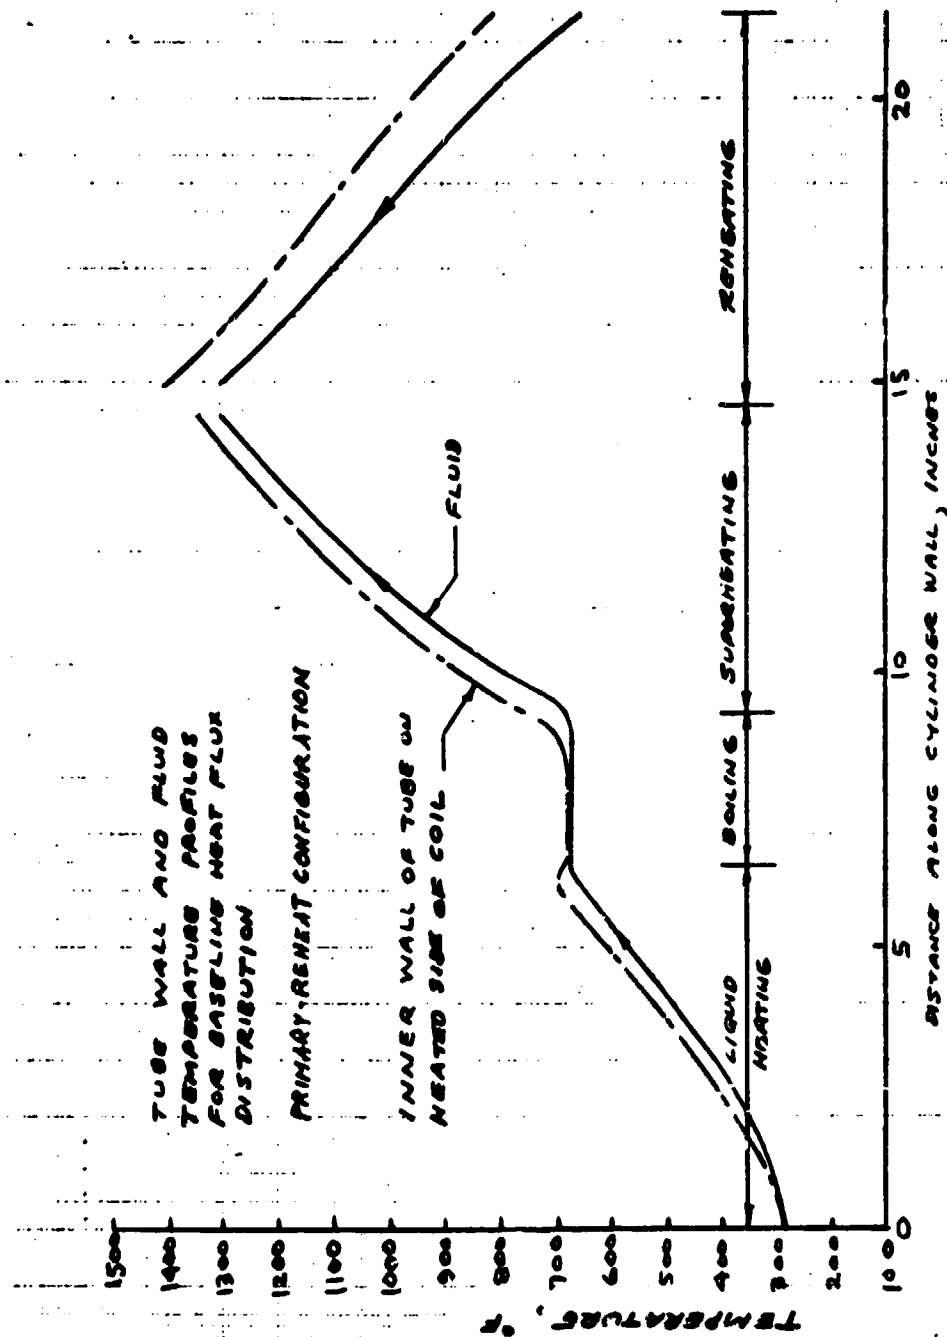 TUBE WALL AND FLUID
TEMPERATURE PROFILES
FOR BASELINE HEAT FLUX
DISTRIBUTION
PRIMARY-REHEAT CONFIGURATION
INNER WALL OF TUBE ON
HEATED SIDE OF COIL
FLUID
TEMPERATURE, °F
1500
1400
1300
1200
1100
1000
900
800
700
600
500
400
300
200
100
LIQUID
HEATING
BOILING
SUPERHEATING
REHEATING
0
5
10
15
20
DISTANCE ALONG CYLINDER WALL, INCHES